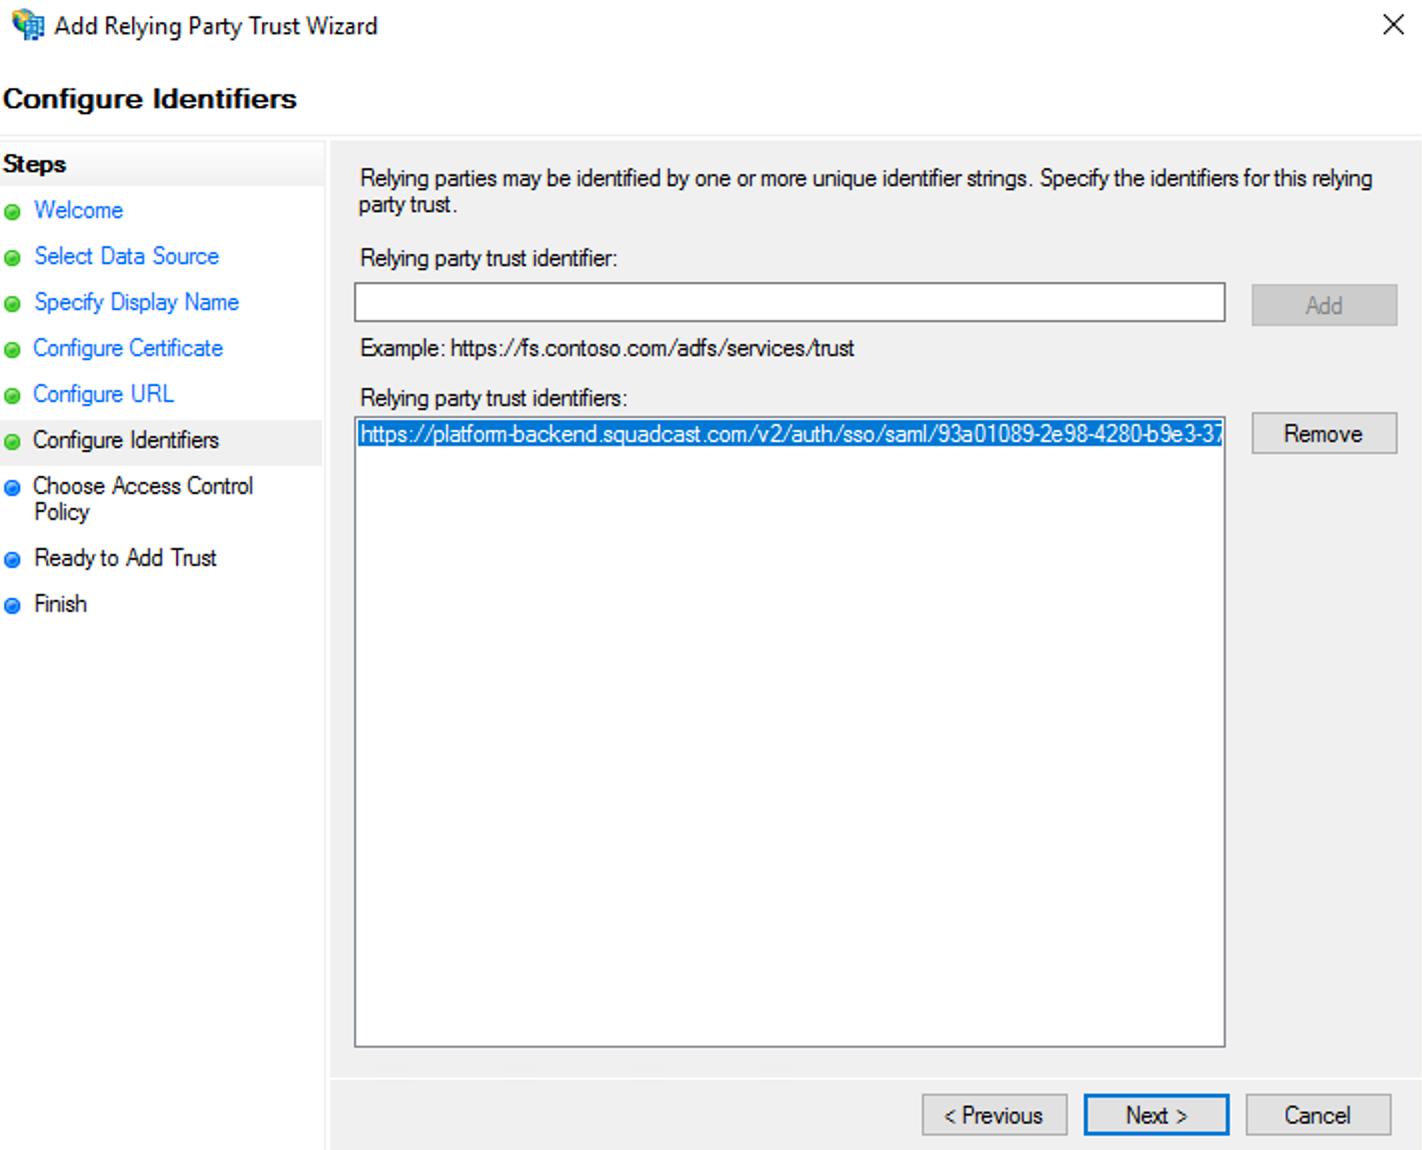 Add Relying Party Trust Wizard
Configure Identifiers
Steps
Welcome
Select Data Source
Specify Display Name
Configure Certificate
Configure URL
Configure Identifiers
Choose Access Control
Policy
Ready to Add Trust
Finish
Relying parties may be identified by one or more unique identifier strings. Specify the identifiers for this relying
party trust.
Relying party trust identifier:
Add
Example: https://fs.contoso.com/adfs/services/trust
Relying party trust identifiers:
https://platform-backend.squadcast.com/v2/auth/sso/saml/93a01089-2e98-4280-b9e3-37
Remove
< Previous
Next >
Cancel